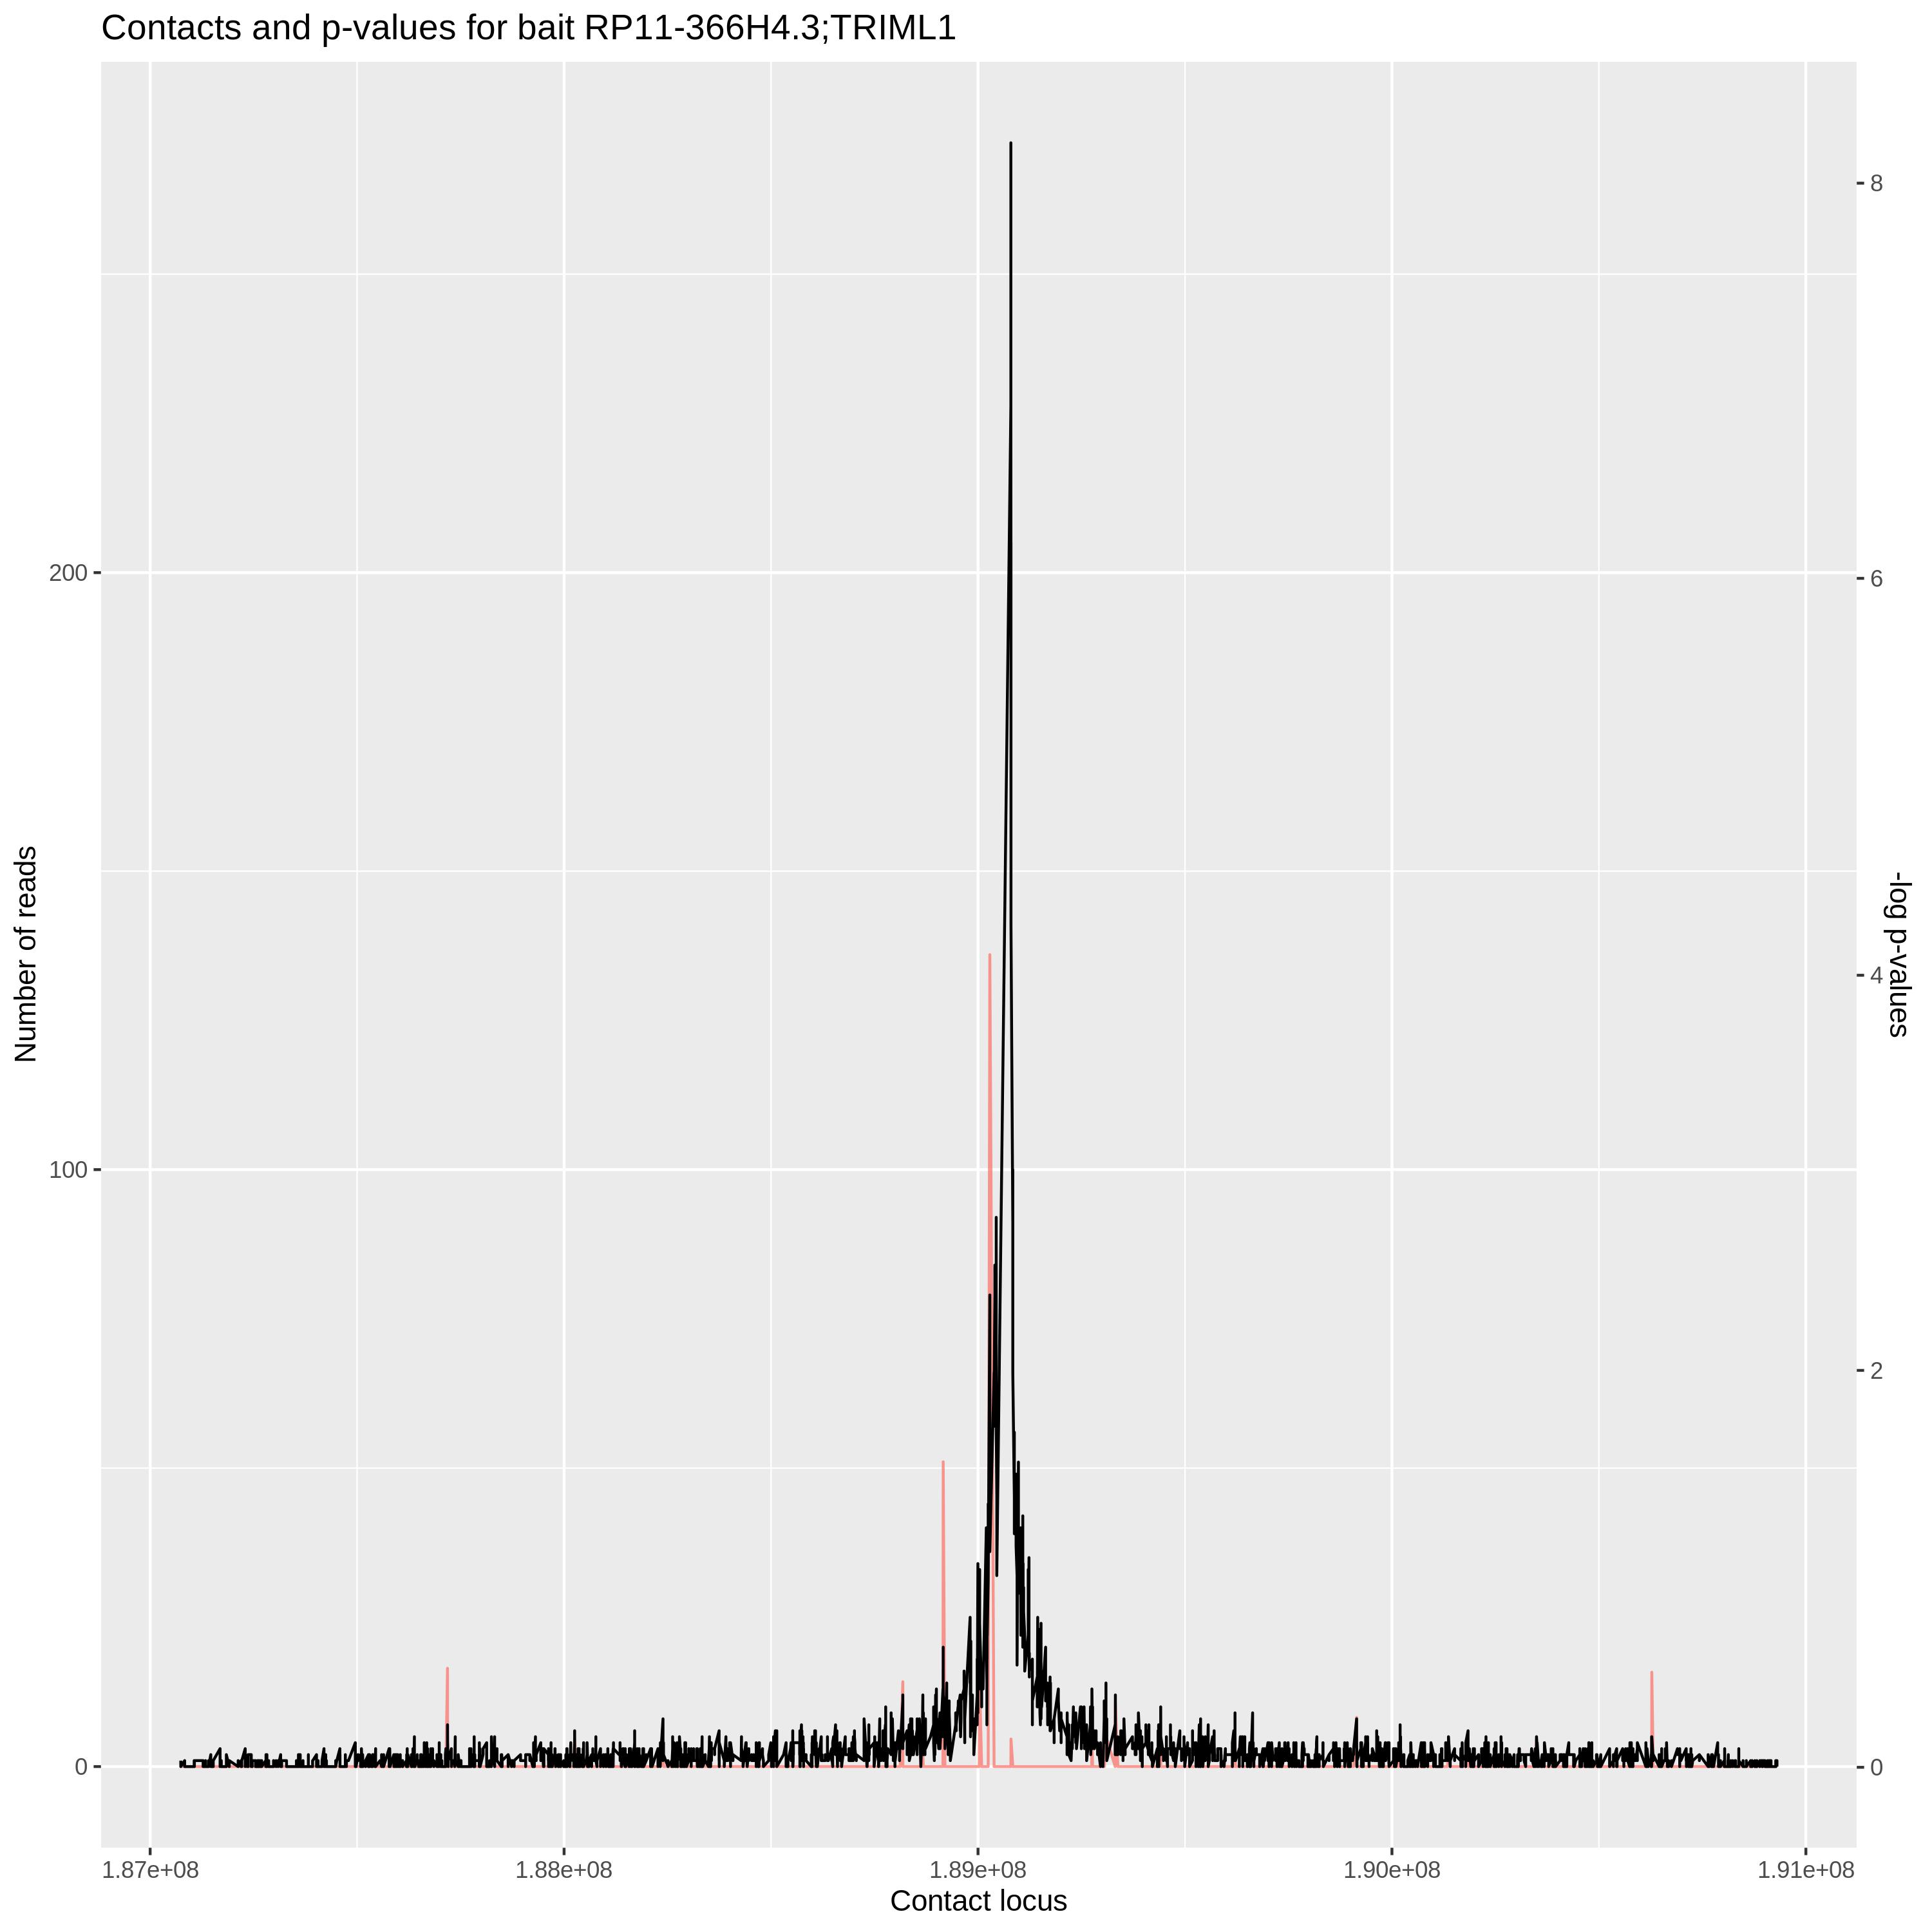 Contacts and p-values for bait RP11-366H4.3;TRIML1
Number of reads
200
100
0
8
6
4
2
0
-log p-values
1.87e+08
1.88e+08
1.89e+08
1.90e+08
1.91e+08
Contact locus